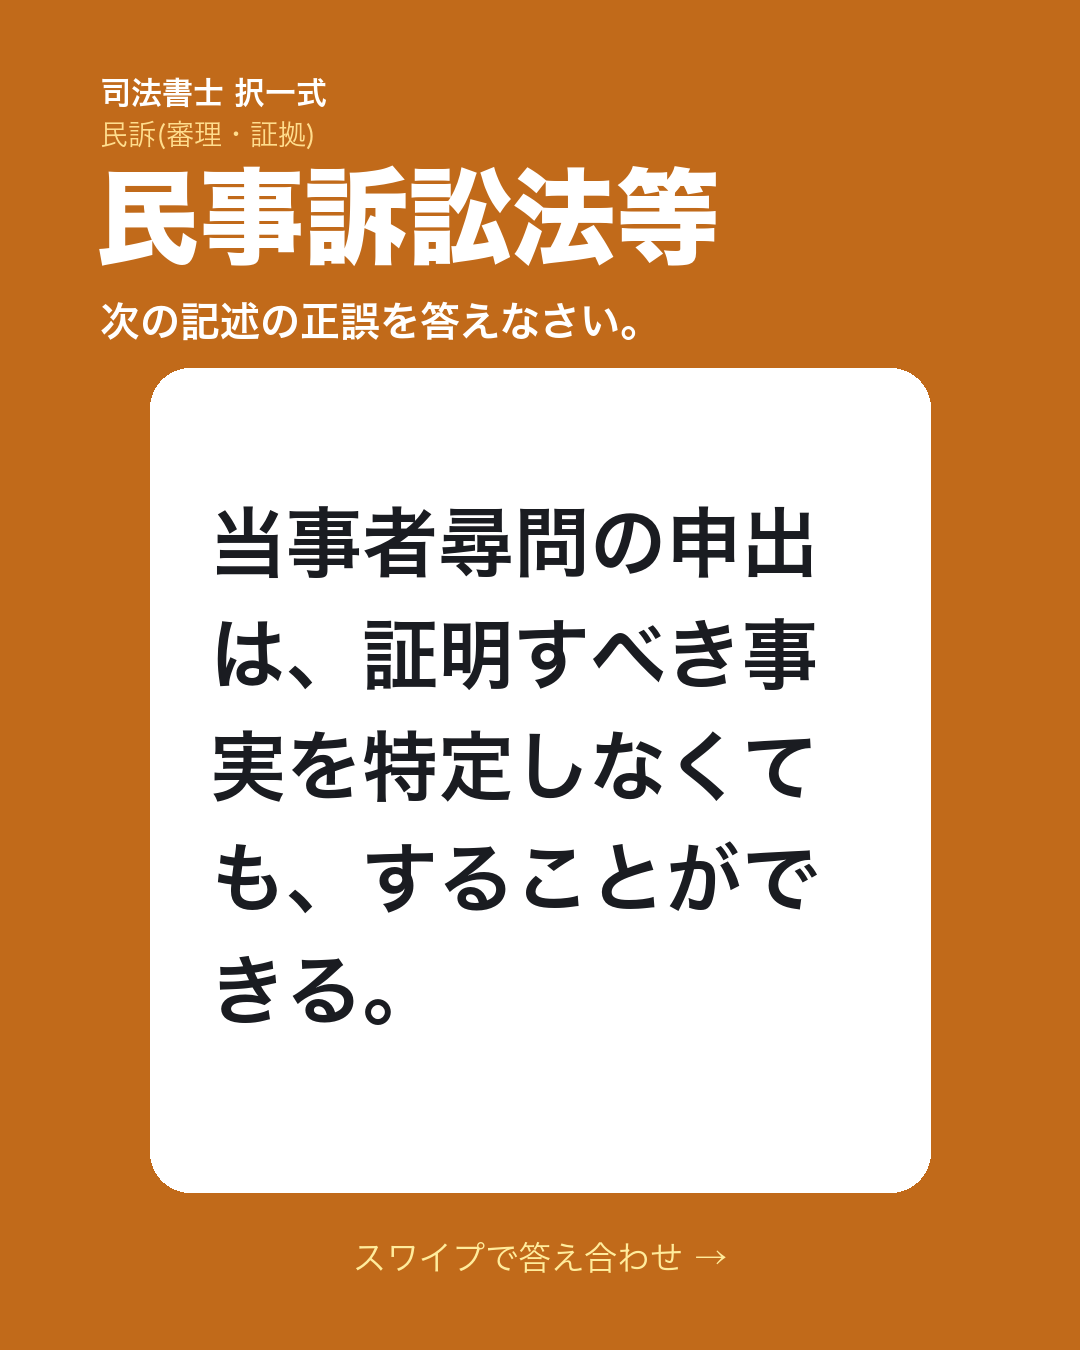 司法書士 択一式
民訴(審理・証拠)
民事訴訟法等
次の記述の正誤を答えなさい。
当事者尋問の申出
は、証明すべき事
実を特定しなくて
も、することがで
きる。
スワイプで答え合わせ →